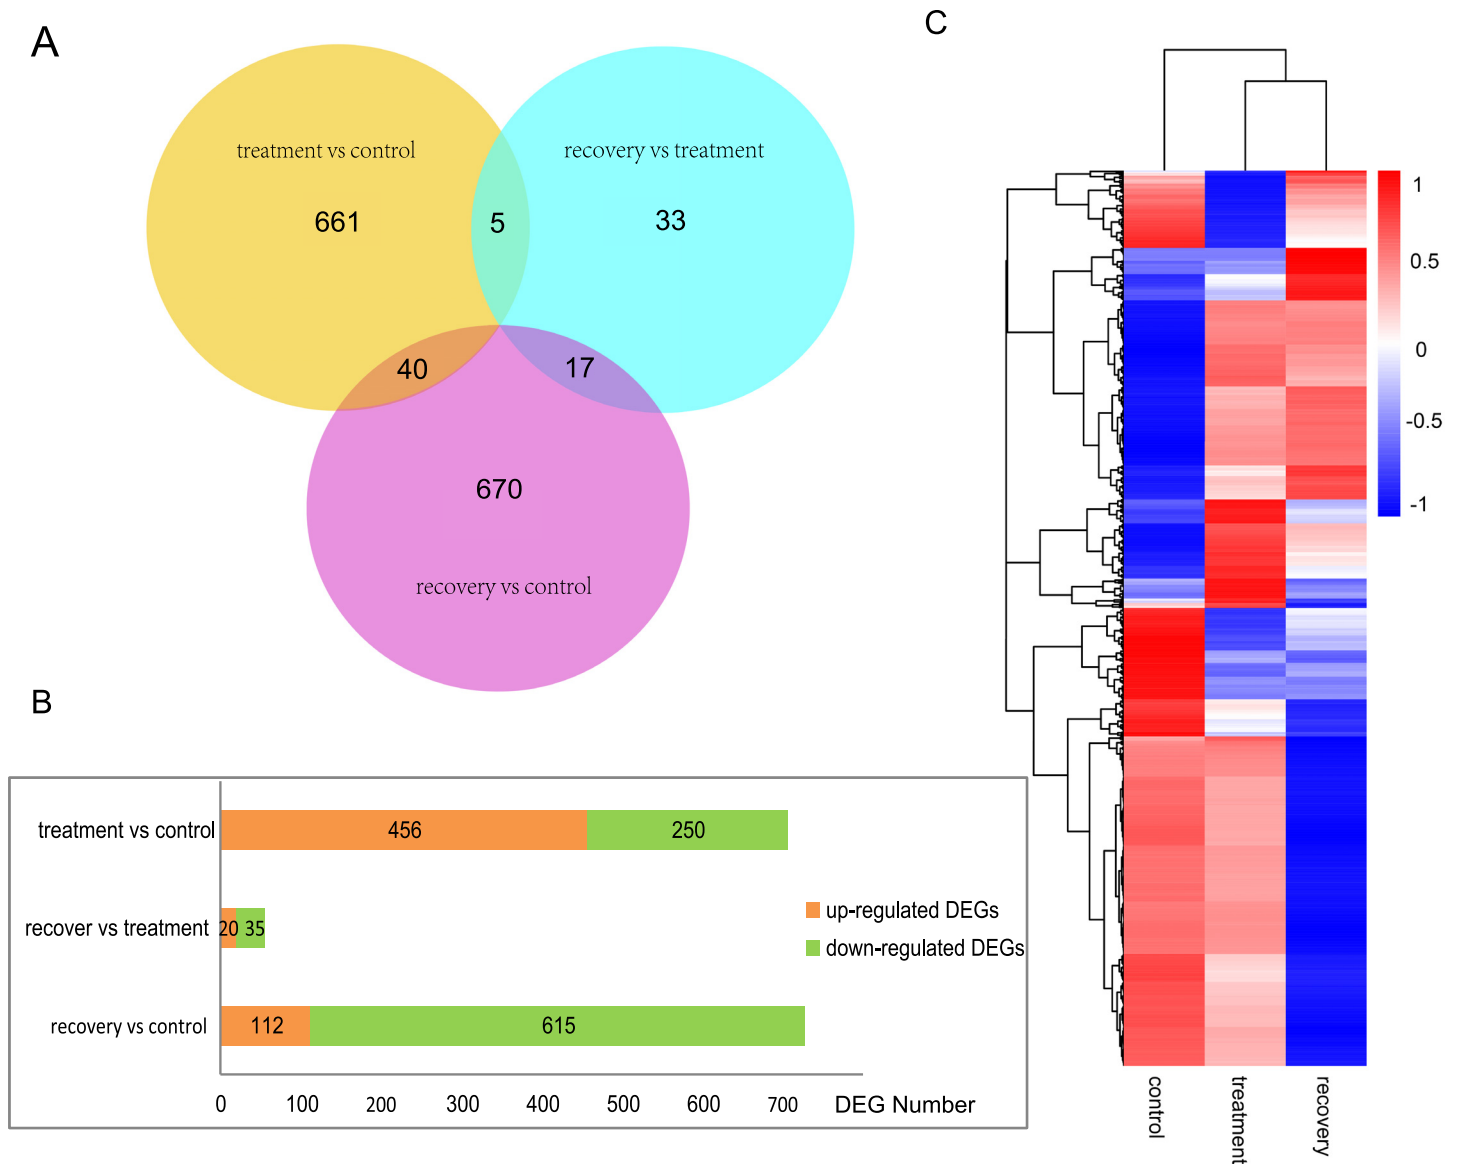 A
treatment vs control
recovery vs treatment
661
5
33
40
17
670
recovery vs control
B
treatment vs control
456
250
recover vs treatment
20
35
up-regulated DEGs
down-regulated DEGs
recovery vs control
112
615
0
100
200
300
400
500
600
700
DEG Number
C
1
0.5
0
-0.5
-1
control
treatment
recovery